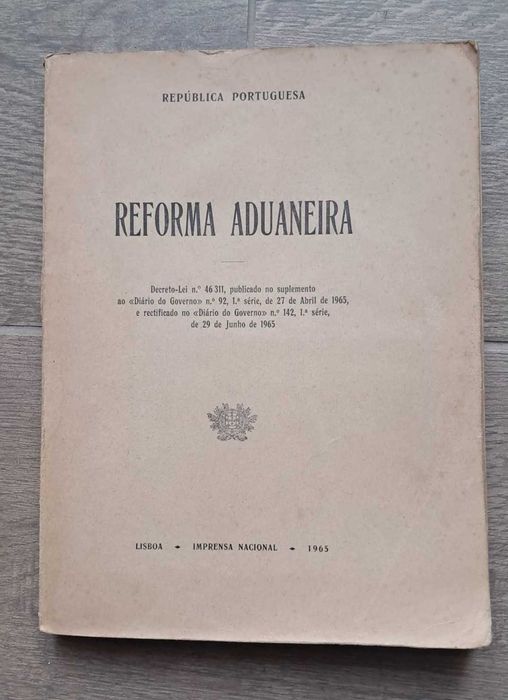 REPÚBLICA PORTUGUESA
REFORMA ADUANEIRA
Decreto-Lei n.º 46 311, publicado no suplemento
ao «Diário do Governo» n.º 92, 1.ª série, de 27 de Abril de 1965,
e rectificado no «Diário do Governo» n.º 142, 1.ª série,
de 29 de Junho de 1965
LISBOA ✦ IMPRENSA NACIONAL ✦ 1965